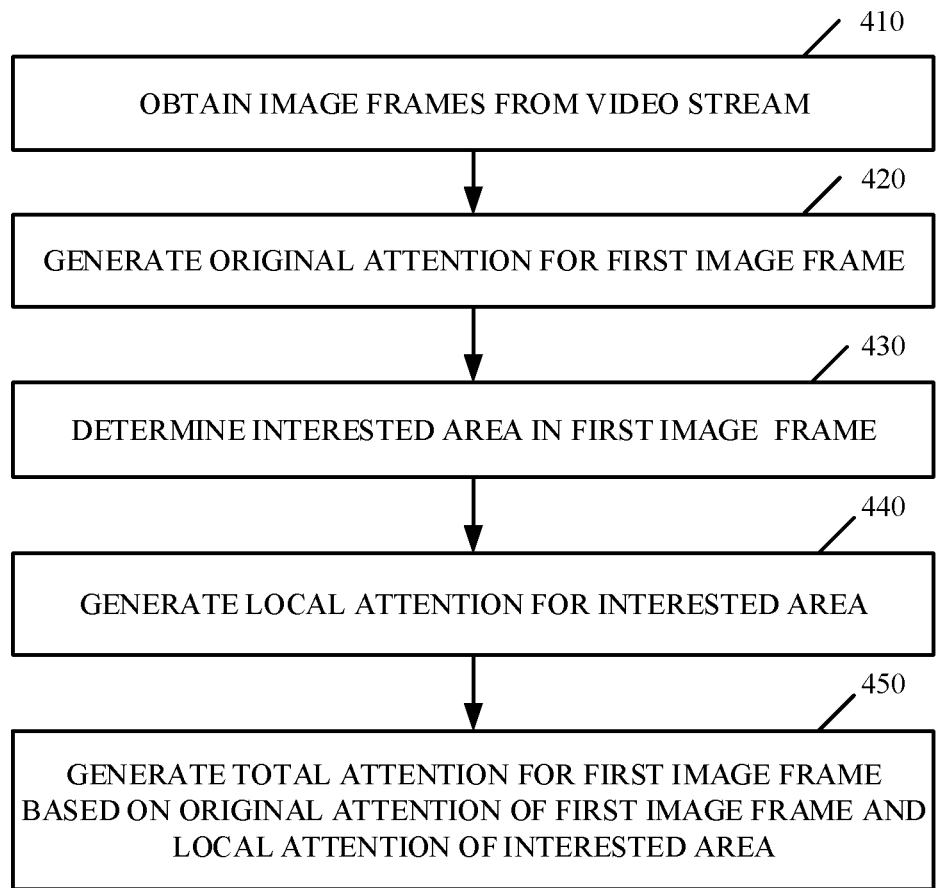 410
OBTAIN IMAGE FRAMES FROM VIDEO STREAM
420
GENERATE ORIGINAL ATTENTION FOR FIRST IMAGE FRAME
430
DETERMINE INTERESTED AREA IN FIRST IMAGE FRAME
440
GENERATE LOCAL ATTENTION FOR INTERESTED AREA
450
GENERATE TOTAL ATTENTION FOR FIRST IMAGE FRAME
BASED ON ORIGINAL ATTENTION OF FIRST IMAGE FRAME AND
LOCAL ATTENTION OF INTERESTED AREA